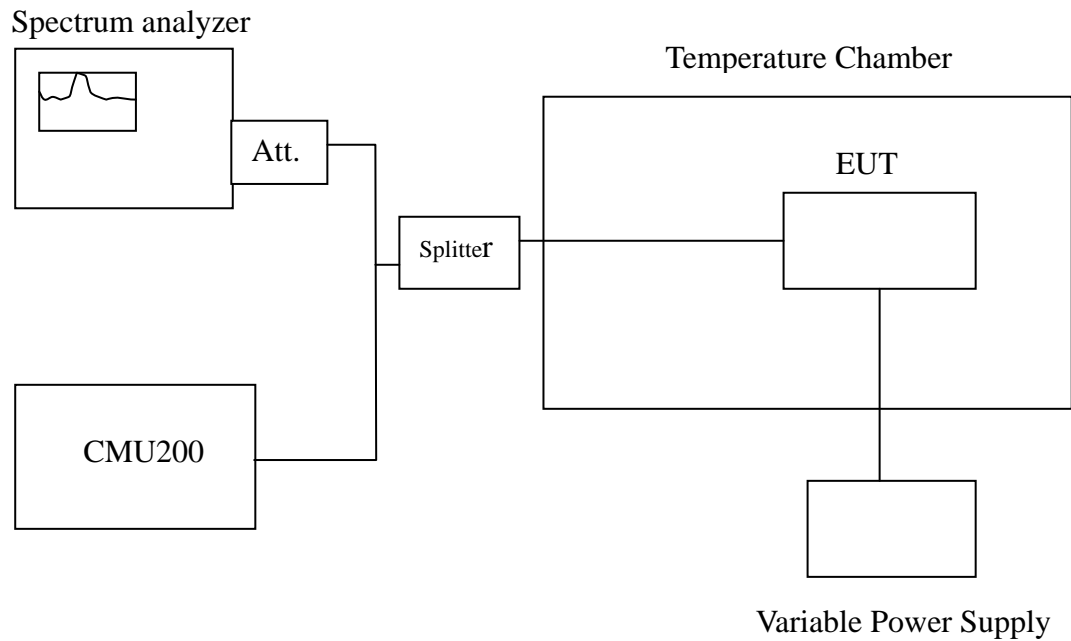 Spectrum analyzer
Temperature Chamber
Att.
EUT
Splitter
CMU200
Variable Power Supply